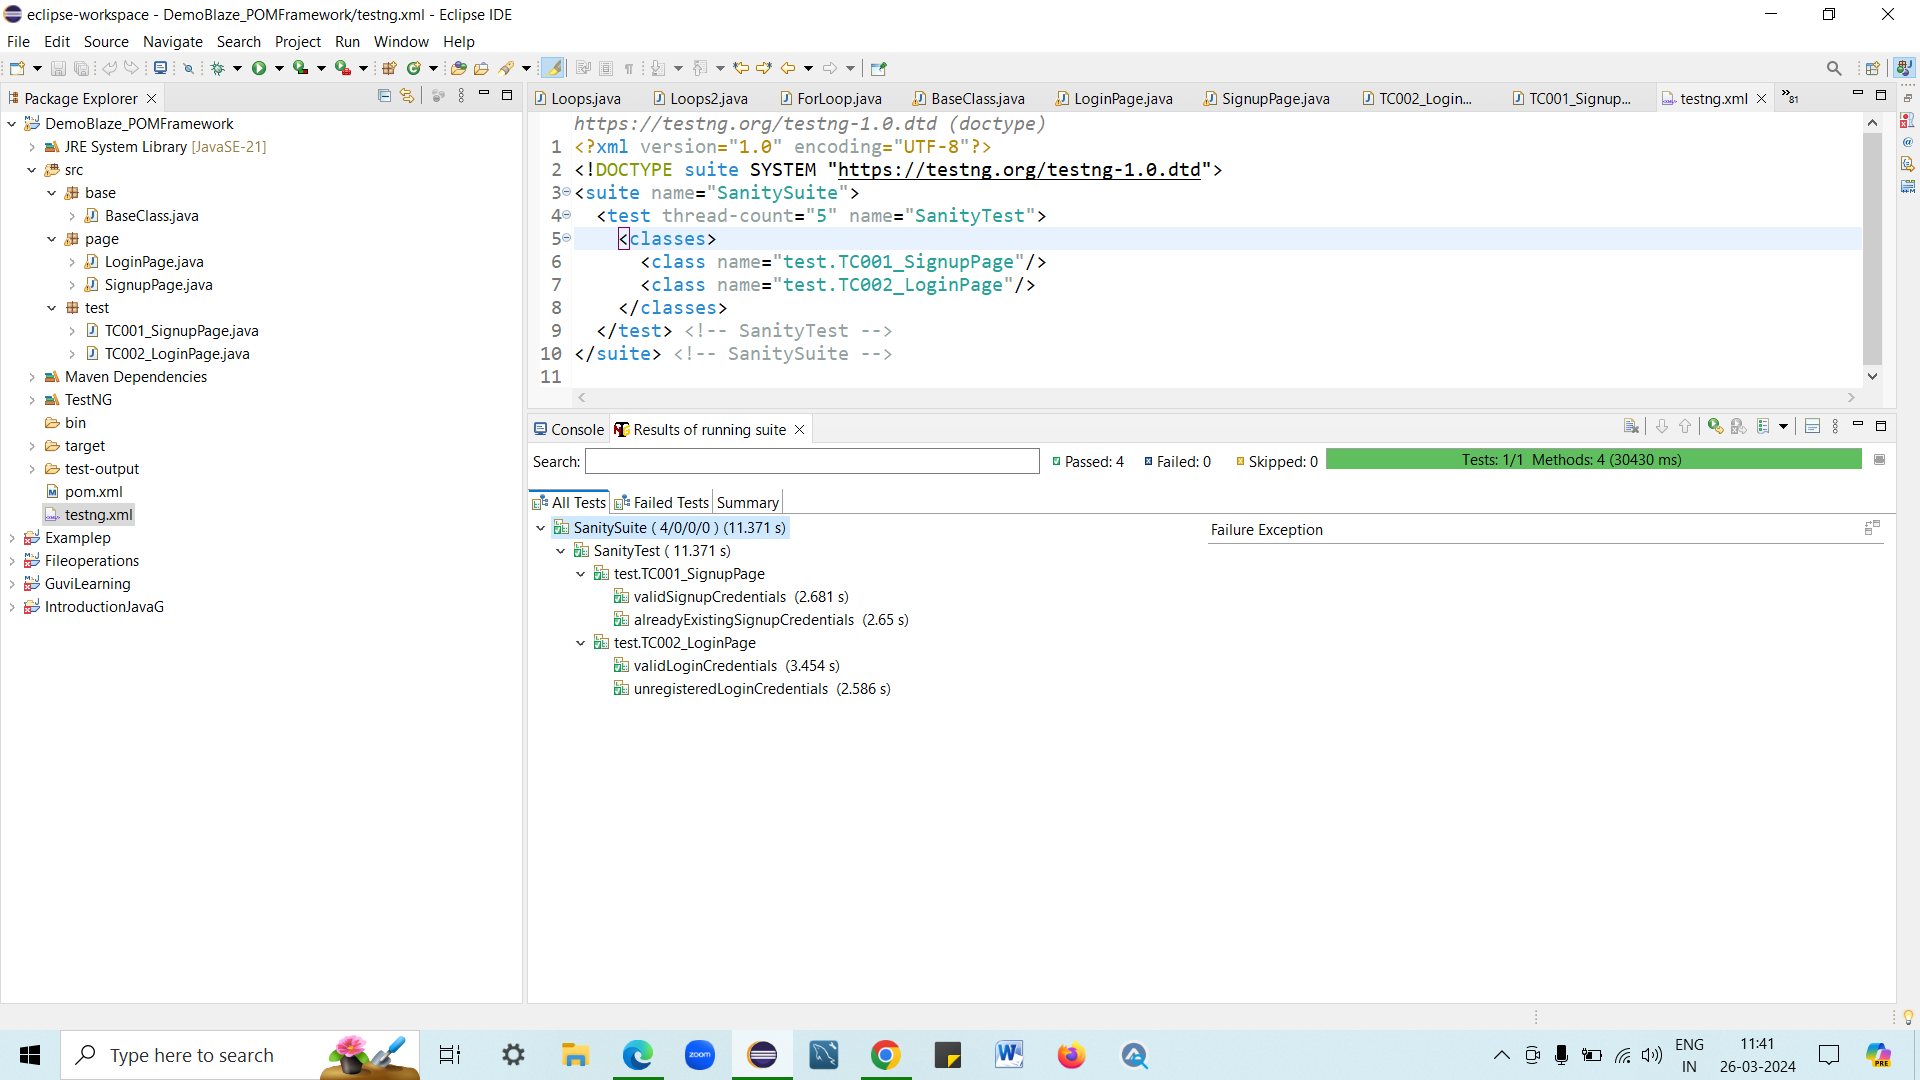 eclipse-workspace - DemoBlaze_POMFramework/testng.xml - Eclipse IDE
File Edit Source Navigate Search Project Run Window Help
Package Explorer
DemoBlaze_POMFramework
JRE System Library [JavaSE-21]
src
base
BaseClass.java
page
LoginPage.java
SignupPage.java
test
TC001_SignupPage.java
TC002_LoginPage.java
Maven Dependencies
TestNG
bin
target
test-output
pom.xml
testng.xml
Examplep
Fileoperations
GuviLearning
IntroductionJavaG
Loops.java Loops2.java ForLoop.java BaseClass.java LoginPage.java SignupPage.java TC002_Login... TC001_Signup... testng.xml »81
https://testng.org/testng-1.0.dtd (doctype)
1 <?xml version="1.0" encoding="UTF-8"?>
2 <!DOCTYPE suite SYSTEM "https://testng.org/testng-1.0.dtd">
3 <suite name="SanitySuite">
4 <test thread-count="5" name="SanityTest">
5 <classes>
6 <class name="test.TC001_SignupPage"/>
7 <class name="test.TC002_LoginPage"/>
8 </classes>
9 </test> <!-- SanityTest -->
10 </suite> <!-- SanitySuite -->
11
Console Results of running suite
Search: Passed: 4 Failed: 0 Skipped: 0 Tests: 1/1 Methods: 4 (30430 ms)
All Tests Failed Tests Summary
SanitySuite ( 4/0/0/0 ) (11.371 s)
Failure Exception
SanityTest ( 11.371 s)
test.TC001_SignupPage
validSignupCredentials (2.681 s)
alreadyExistingSignupCredentials (2.65 s)
test.TC002_LoginPage
validLoginCredentials (3.454 s)
unregisteredLoginCredentials (2.586 s)
Type here to search
zoom
ENG
IN
11:41
26-03-2024
PRE